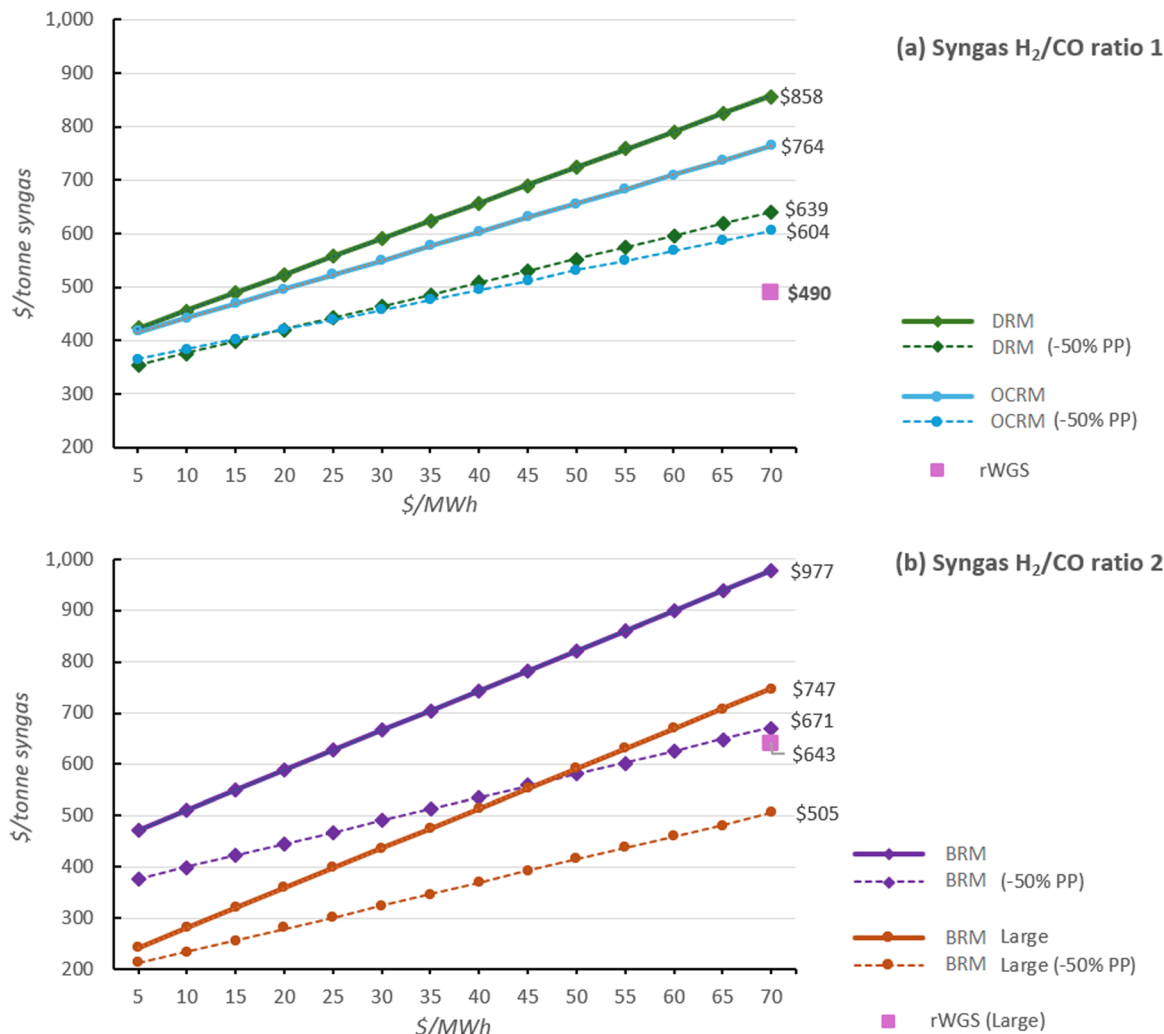 (a) Syngas H₂/CO ratio 1
$/tonne syngas
1,000
900
800
700
600
500
400
300
200
$858
$764
$639
$604
$490
5 10 15 20 25 30 35 40 45 50 55 60 65 70
$/MWh
DRM
DRM (-50% PP)
OCRM
OCRM (-50% PP)
rWGS
(b) Syngas H₂/CO ratio 2
$/tonne syngas
1,000
900
800
700
600
500
400
300
200
$977
$747
$671
$643
$505
5 10 15 20 25 30 35 40 45 50 55 60 65 70
$/MWh
BRM
BRM (-50% PP)
BRM Large
BRM Large (-50% PP)
rWGS (Large)